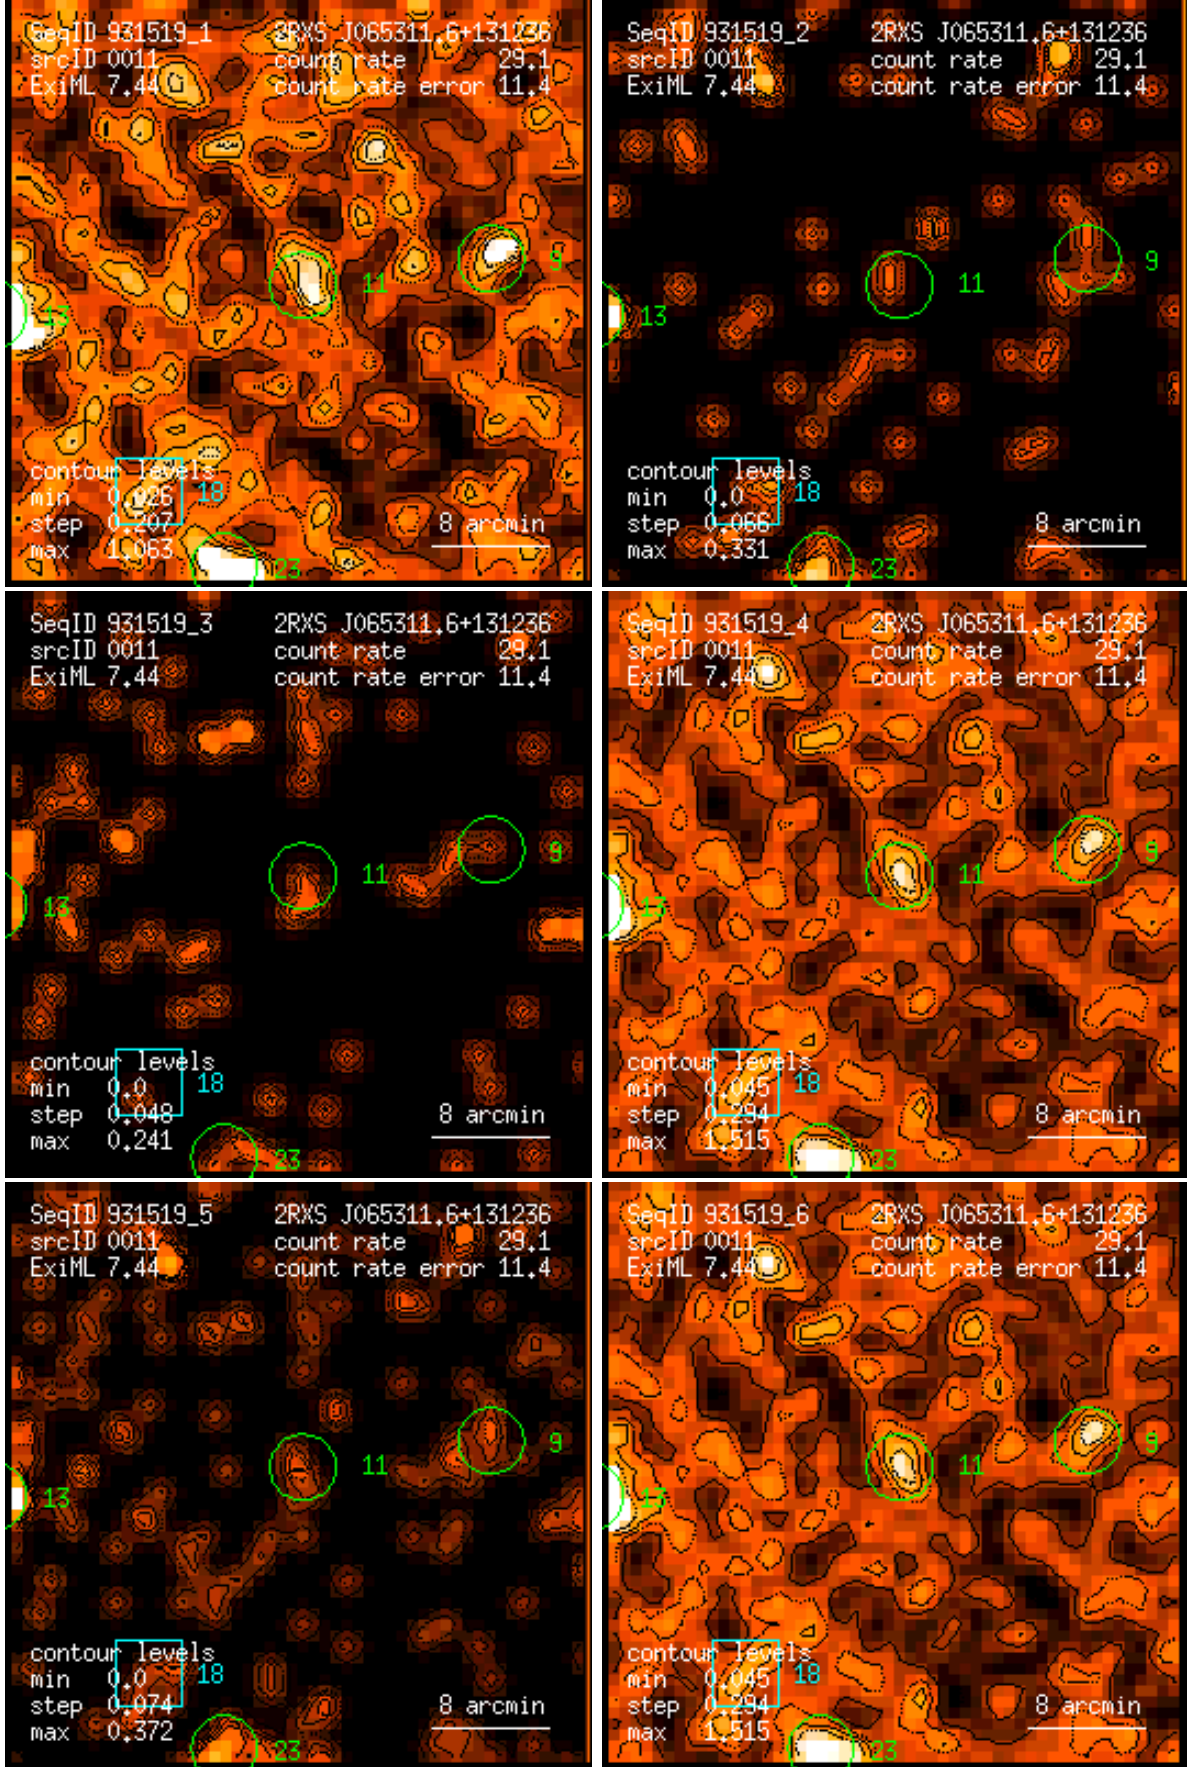 SeqID 931519_1 2RXS J065311.6+131236
srcID 0011 count rate 29.1
ExiML 7.44 count rate error 11.4
9
11
13
contour levels
min 0.026 18
step 0.207 8 arcmin
max 1.063
23
SeqID 931519_2 2RXS J065311.6+131236
srcID 0011 count rate 29.1
ExiML 7.44 count rate error 11.4
9
11
13
contour levels
min 0.0 18
step 0.066 8 arcmin
max 0.331
23
SeqID 931519_3 2RXS J065311.6+131236
srcID 0011 count rate 29.1
ExiML 7.44 count rate error 11.4
9
11
13
contour levels
min 0.0 18
step 0.048 8 arcmin
max 0.241
23
SeqID 931519_4 2RXS J065311.6+131236
srcID 0011 count rate 29.1
ExiML 7.44 count rate error 11.4
9
11
13
contour levels
min 0.045 18
step 0.294 8 arcmin
max 1.515
23
SeqID 931519_5 2RXS J065311.6+131236
srcID 0011 count rate 29.1
ExiML 7.44 count rate error 11.4
9
11
13
contour levels
min 0.0 18
step 0.074 8 arcmin
max 0.372
23
SeqID 931519_6 2RXS J065311.6+131236
srcID 0011 count rate 29.1
ExiML 7.44 count rate error 11.4
9
11
13
contour levels
min 0.045 18
step 0.294 8 arcmin
max 1.515
23